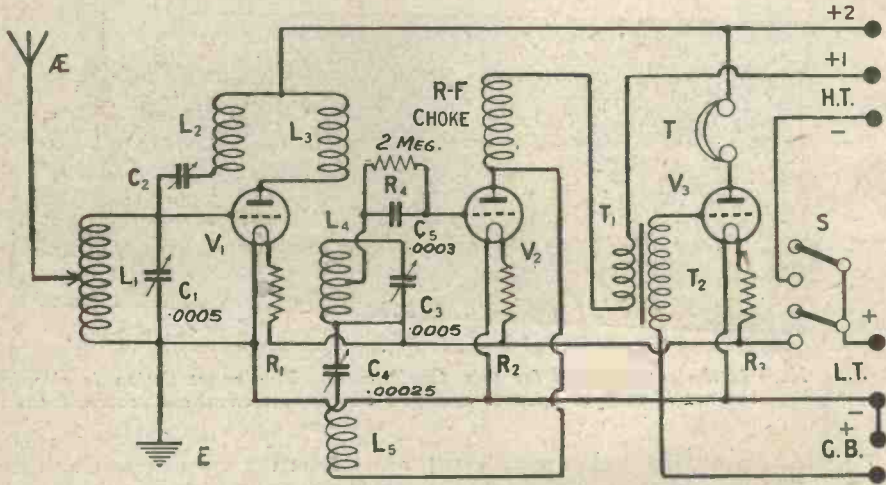 +2
Æ
+1
H.T.
-
R-F
CHOKE
L₂
L₃
2 MEG.
R₄
C₂
T
V₃
V₁
L₄
C₅
.0003
V₂
T₁
S
L₁
C₁
.0005
C₃
.0005
T₂
+
R₁
C₄
.00025
R₂
R₃
L.T.
-
+
G.B.
-
E
L₅